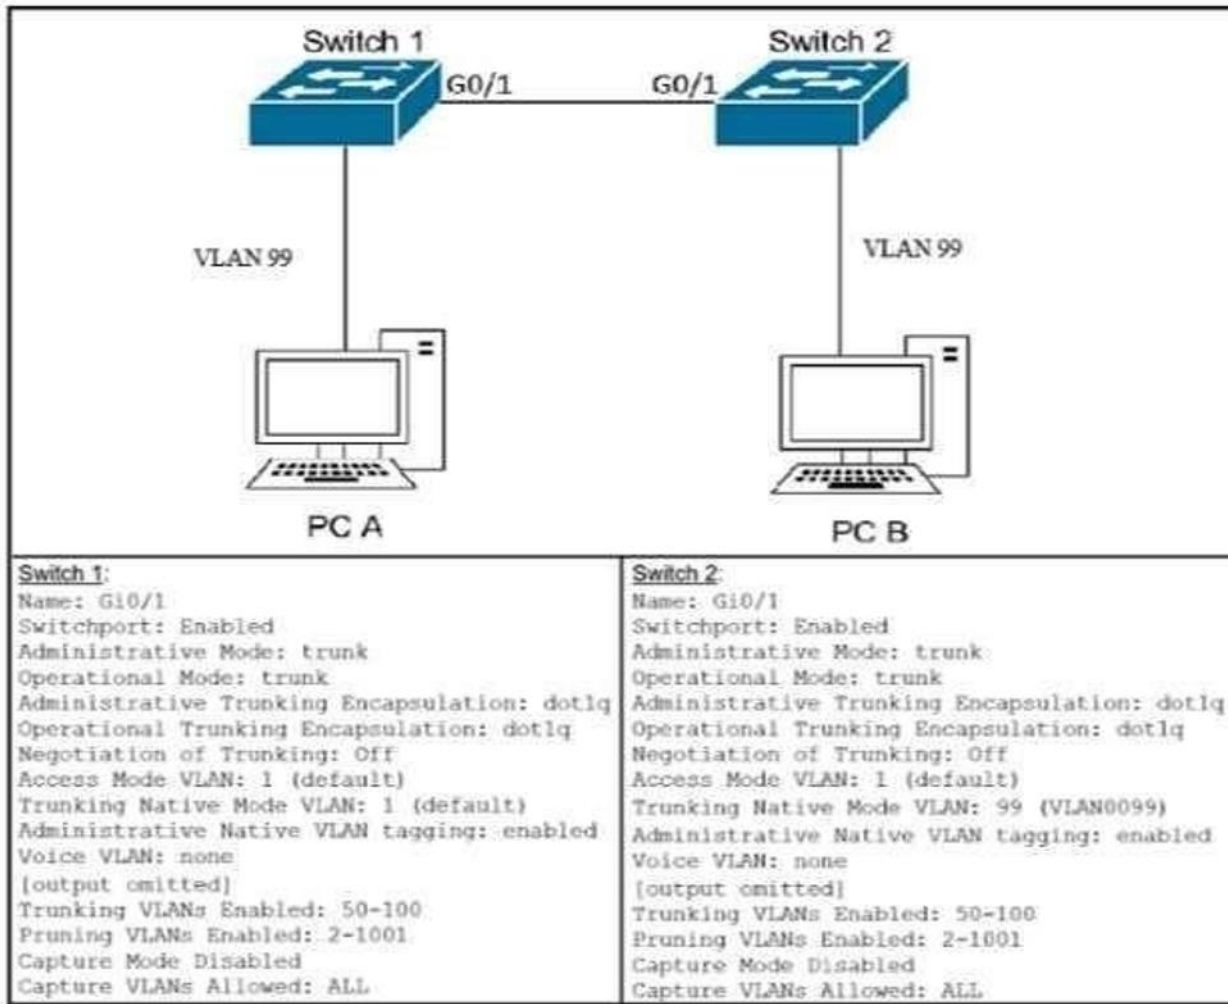 Switch 1
Switch 2
G0/1
G0/1
VLAN 99
VLAN 99
PC A
PC B
Switch 1:
Name: Gi0/1
Switchport: Enabled
Administrative Mode: trunk
Operational Mode: trunk
Administrative Trunking Encapsulation: dot1q
Operational Trunking Encapsulation: dot1q
Negotiation of Trunking: Off
Access Mode VLAN: 1 (default)
Trunking Native Mode VLAN: 1 (default)
Administrative Native VLAN tagging: enabled
Voice VLAN: none
[output omitted]
Trunking VLANs Enabled: 50-100
Pruning VLANs Enabled: 2-1001
Capture Mode Disabled
Capture VLANs Allowed: ALL
Switch 2:
Name: Gi0/1
Switchport: Enabled
Administrative Mode: trunk
Operational Mode: trunk
Administrative Trunking Encapsulation: dot1q
Operational Trunking Encapsulation: dot1q
Negotiation of Trunking: Off
Access Mode VLAN: 1 (default)
Trunking Native Mode VLAN: 99 (VLAN0099)
Administrative Native VLAN tagging: enabled
Voice VLAN: none
[output omitted]
Trunking VLANs Enabled: 50-100
Pruning VLANs Enabled: 2-1001
Capture Mode Disabled
Capture VLANs Allowed: ALL